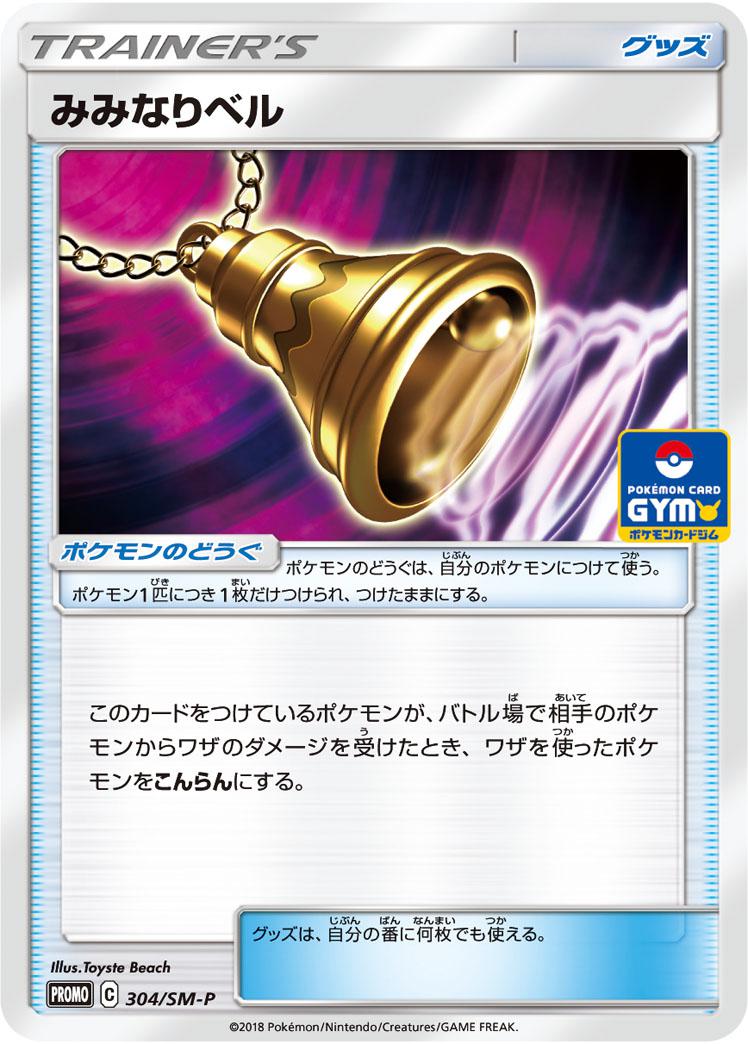 TRAINER'S グッズ
みみなりベル
POKÉMON CARD
GYM
ポケモンカードジム
ポケモンのどうぐ
ポケモンのどうぐは、自分のポケモンにつけて使う。
ポケモン1匹につき1枚だけつけられ、つけたままにする。
このカードをつけているポケモンが、バトル場で相手のポケ
モンからワザのダメージを受けたとき、ワザを使ったポケ
モンをこんらんにする。
グッズは、自分の番に何枚でも使える。
Illus.Toyste Beach
PROMO C 304/SM-P
©2018 Pokémon/Nintendo/Creatures/GAME FREAK.